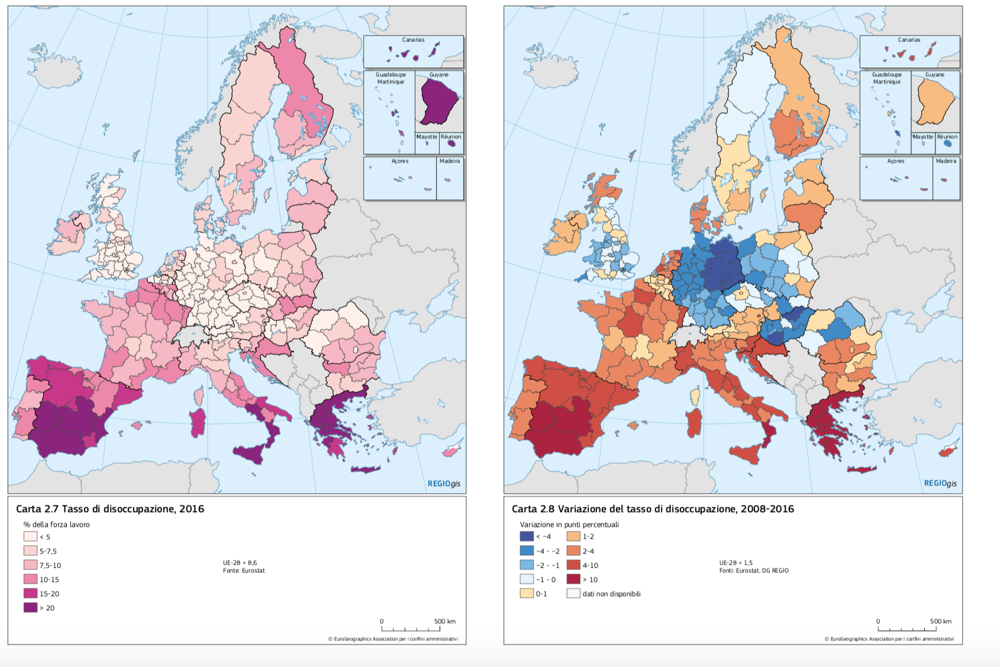 Canarias
Guadeloupe
Martinique
Guyane
Mayotte
Réunion
Açores
Madeira
REGIOgis
Carta 2.7 Tasso di disoccupazione, 2016
% della forza lavoro
< 5
5-7,5
7,5-10
10-15
15-20
> 20
UE-28 = 8,6
Fonte: Eurostat
0 500 km
© EuroGeographics Association per i confini amministrativi
Canarias
Guadeloupe
Martinique
Guyane
Mayotte
Réunion
Açores
Madeira
REGIOgis
Carta 2.8 Variazione del tasso di disoccupazione, 2008-2016
Variazione in punti percentuali
< -4
-4 - -2
-2 - -1
-1 - 0
0-1
1-2
2-4
4-10
> 10
dati non disponibili
UE-28 = 1,5
Fonti: Eurostat, DG REGIO
0 500 km
© EuroGeographics Association per i confini amministrativi